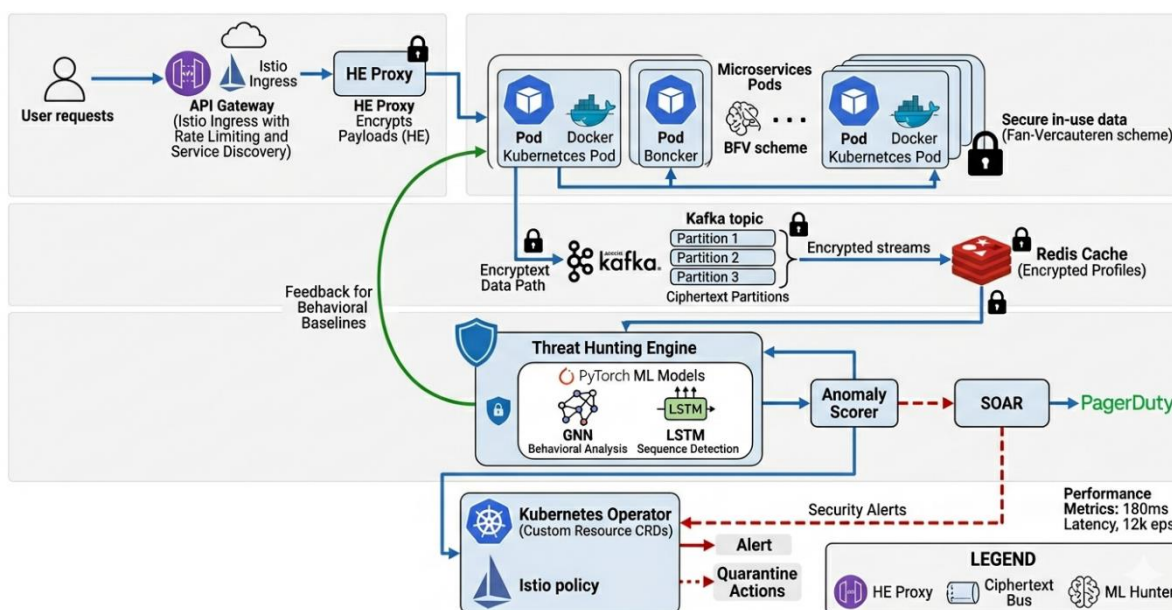 User requests
Istio
Ingress
API Gateway
(Istio Ingress with
Rate Limiting and
Service Discovery)
HE Proxy
HE Proxy
Encrypts
Payloads (HE)
Pod
Docker
Kubernetces Pod
Pod
Boncker
Microservices
Pods
BFV scheme
...
Pod
Docker
Kubernetces Pod
Secure in-use data
(Fan-Vercauteren scheme)
Encryptext
Data Path
kafka
Kafka topic
Partition 1
Partition 2
Partition 3
Ciphertext Partitions
Encrypted streams
Redis Cache
(Encrypted Profiles)
Feedback for
Behavioral
Baselines
Threat Hunting Engine
PyTorch ML Models
GNN
Behavioral Analysis
LSTM
LSTM
Sequence Detection
Anomaly
Scorer
SOAR
PagerDuty
Kubernetes Operator
(Custom Resource CRDs)
Istio policy
Security Alerts
Alert
Quarantine
Actions
Performance
Metrics: 180ms
Latency, 12k eps
LEGEND
HE Proxy
Ciphertext
Bus
ML Hunter